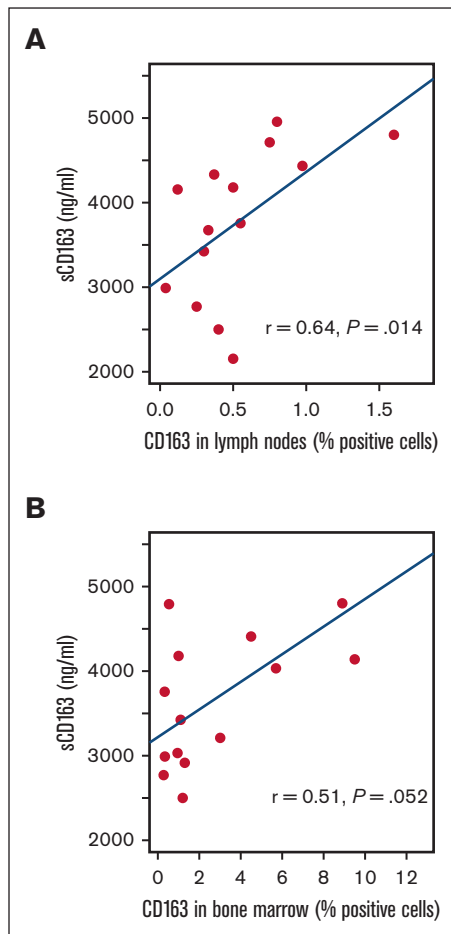 A
5000
4000
3000
2000
sCD163 (ng/ml)
r = 0.64, P = .014
0.0 0.5 1.0 1.5
CD163 in lymph nodes (% positive cells)
B
5000
4000
3000
2000
sCD163 (ng/ml)
r = 0.51, P = .052
0 2 4 6 8 10 12
CD163 in bone marrow (% positive cells)